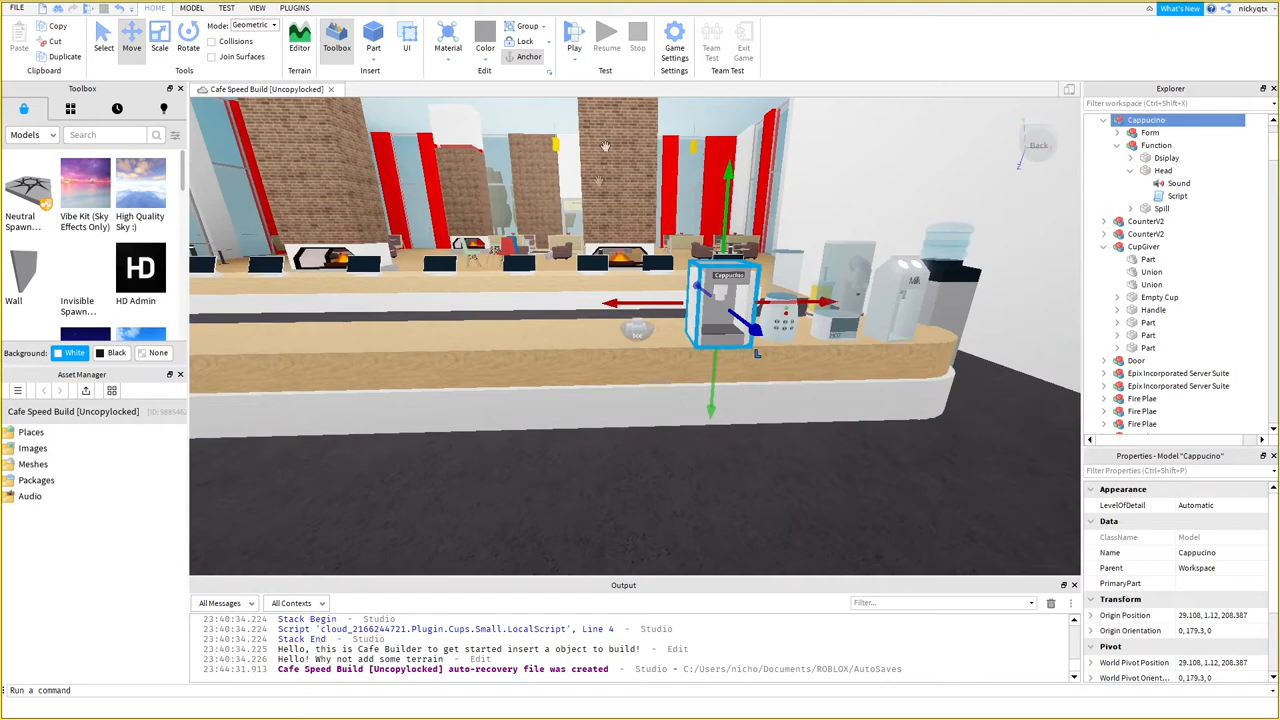 FILE HOME MODEL TEST VIEW PLUGINS What's New nickyqtx
Paste Copy Cut Duplicate Select Move Scale Rotate Mode: Geometric Collisions Join Surfaces Editor Toolbox Part UI Material Color Group Lock Anchor Play Resume Stop Game Settings Team Test Exit Game
Clipboard Tools Terrain Insert Edit Test Settings Team Test
Toolbox
Cafe Speed Build [Uncopylocked]
Models Search
Neutral Spawn...
Vibe Kit (Sky Effects Only)
High Quality Sky :)
Wall
Invisible Spawn...
HD
HD Admin
Background: White Black None
Asset Manager
Cafe Speed Build [Uncopylocked]
Places
Images
Meshes
Packages
Audio
Back
Cappucino
Milk
Ice
L
Explorer
Filter workspace (Ctrl+Shift+X)
Cappucino
Form
Function
Dsiplay
Head
Sound
Script
Spill
CounterV2
CounterV2
CupGiver
Part
Union
Union
Empty Cup
Handle
Part
Part
Part
Door
Epix Incorporated Server Suite
Epix Incorporated Server Suite
Fire Plae
Fire Plae
Fire Plae
Properties - Model "Cappucino"
Filter Properties (Ctrl+Shift+P)
Appearance
LevelOfDetail Automatic
Data
ClassName Model
Name Cappucino
Parent Workspace
PrimaryPart
Transform
Origin Position 29.108, 1.12, 208.387
Origin Orientation 0, 179.3, 0
Pivot
World Pivot Position 29.108, 1.12, 208.387
World Pivot Orient... 0, 179.3, 0
Output
All Messages All Contexts Filter...
23:40:34.224 Stack Begin - Studio
23:40:34.224 Script 'cloud_2166244721.Plugin.Cups.Small.LocalScript', Line 4 - Studio
23:40:34.224 Stack End - Studio
23:40:34.225 Hello, this is Cafe Builder to get started insert a object to build! - Edit
23:40:34.226 Hello! Why not add some terrain - Edit
23:44:31.913 Cafe Speed Build [Uncopylocked] auto-recovery file was created - Studio - C:/Users/nicho/Documents/ROBLOX/AutoSaves
Run a command